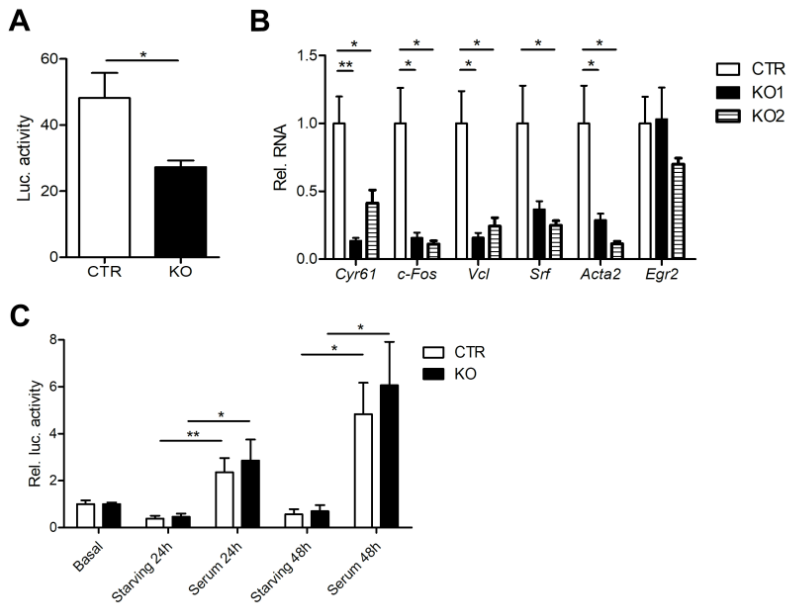 A
60
40
20
0
Luc. activity
*
CTR
KO
B
1.5
1.0
0.5
0.0
Rel. RNA
*
**
*
*
*
*
*
*
*
Cyr61
c-Fos
Vcl
Srf
Acta2
Egr2
CTR
KO1
KO2
C
8
6
4
2
0
Rel. luc. activity
**
*
*
*
Basal
Starving 24h
Serum 24h
Starving 48h
Serum 48h
CTR
KO